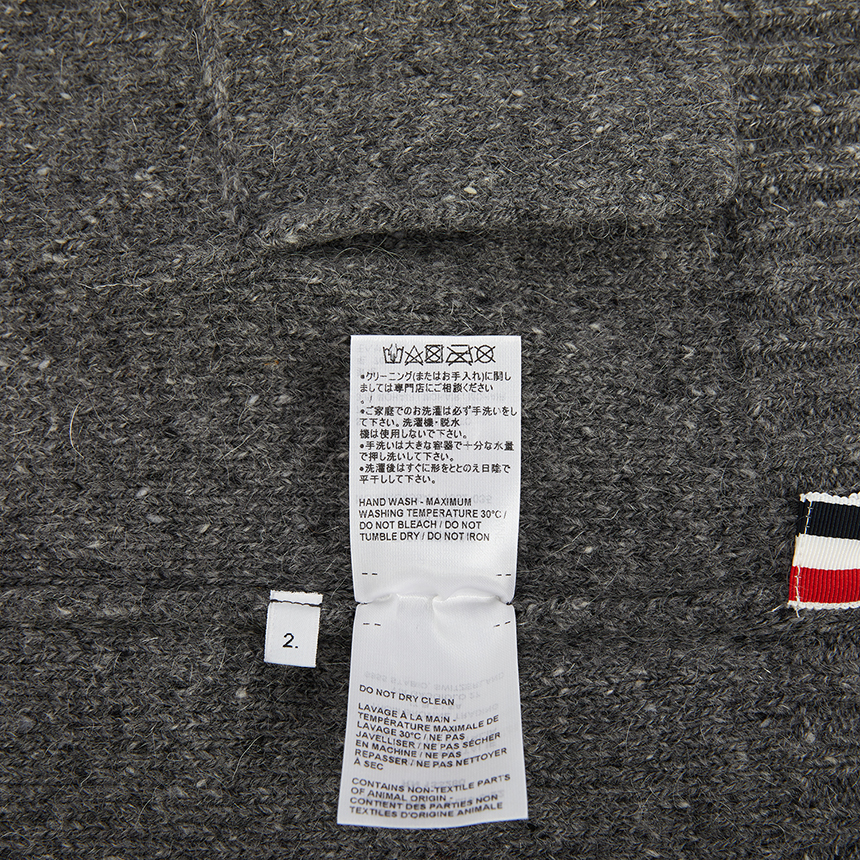 ●クリーニング(またはお手入れ)に関し
ましては専門店にご相談ください
。/
●ご家庭でのお洗濯は必ず手洗いをし
て下さい。洗濯機・脱水
機は使用しないで下さい。
●手洗いは大きな容器で十分な水量
で押し洗いして下さい。
●洗濯後はすぐに形をととのえ日陰で
平干しして下さい。
HAND WASH - MAXIMUM
WASHING TEMPERATURE 30°C /
DO NOT BLEACH / DO NOT
TUMBLE DRY / DO NOT IRON
2.
DO NOT DRY CLEAN
LAVAGE À LA MAIN -
TEMPÉRATURE MAXIMALE DE
LAVAGE 30°C / NE PAS
JAVELLISER / NE PAS SÉCHER
EN MACHINE / NE PAS
REPASSER / NE PAS NETTOYER
À SEC
CONTAINS NON-TEXTILE PARTS
OF ANIMAL ORIGIN -
CONTIENT DES PARTIES NON
TEXTILES D'ORIGINE ANIMALE